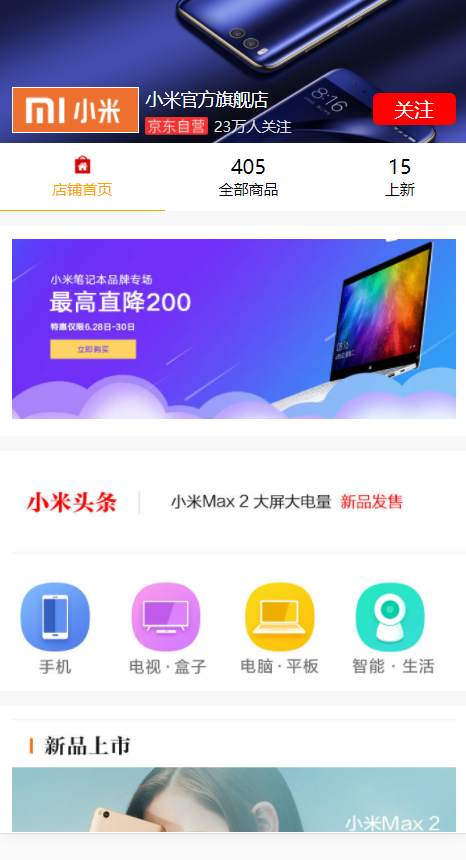 小米官方旗舰店
mi 小米
京东自营 23万人关注
关注
405
15
店铺首页
全部商品
上新
小米笔记本品牌专场
最高直降200
特惠仅限6.28日-30日
立即购买
小米头条
小米Max 2 大屏大电量 新品发售
手机
电视·盒子
电脑·平板
智能·生活
新品上市
小米Max 2